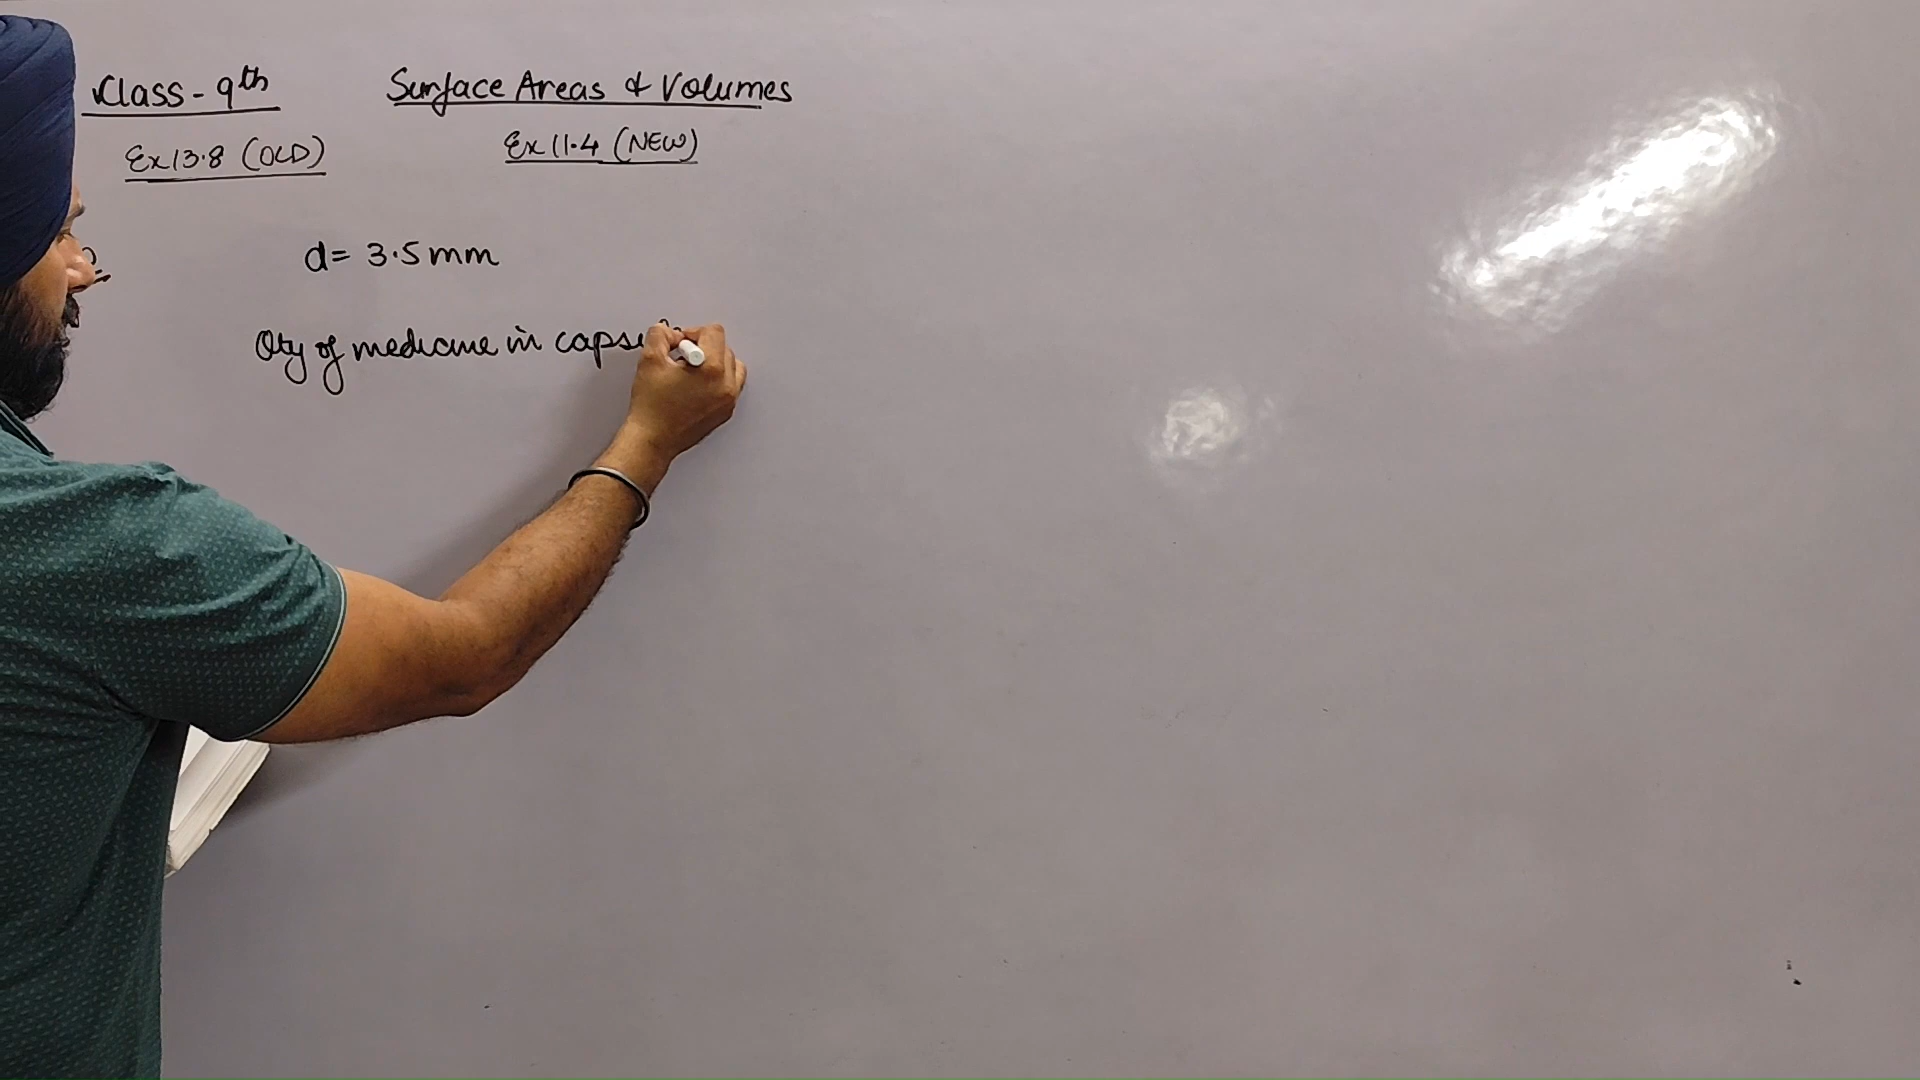 Class - 9th Surface Areas & Volumes
Ex 13.8 (OLD) Ex 11.4 (NEW)
d = 3.5 mm
Qty of medicine in